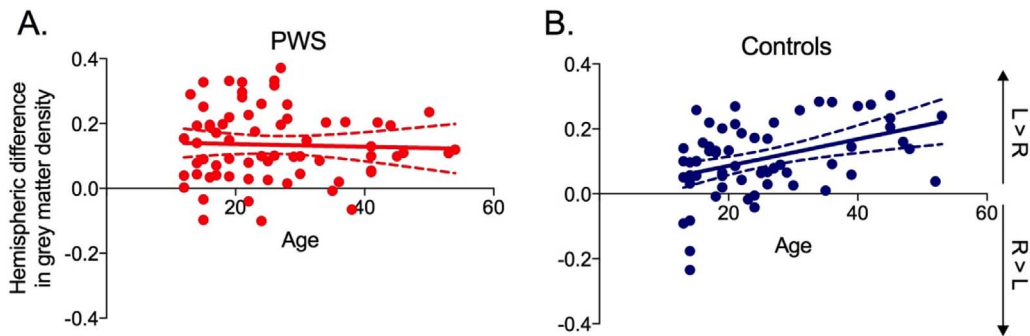 A.
PWS
Hemispheric difference
in grey matter density
0.4
0.2
0.0
-0.2
-0.4
20
40
60
Age
B.
Controls
0.4
0.2
0.0
-0.2
-0.4
20
40
60
Age
L > R
R > L